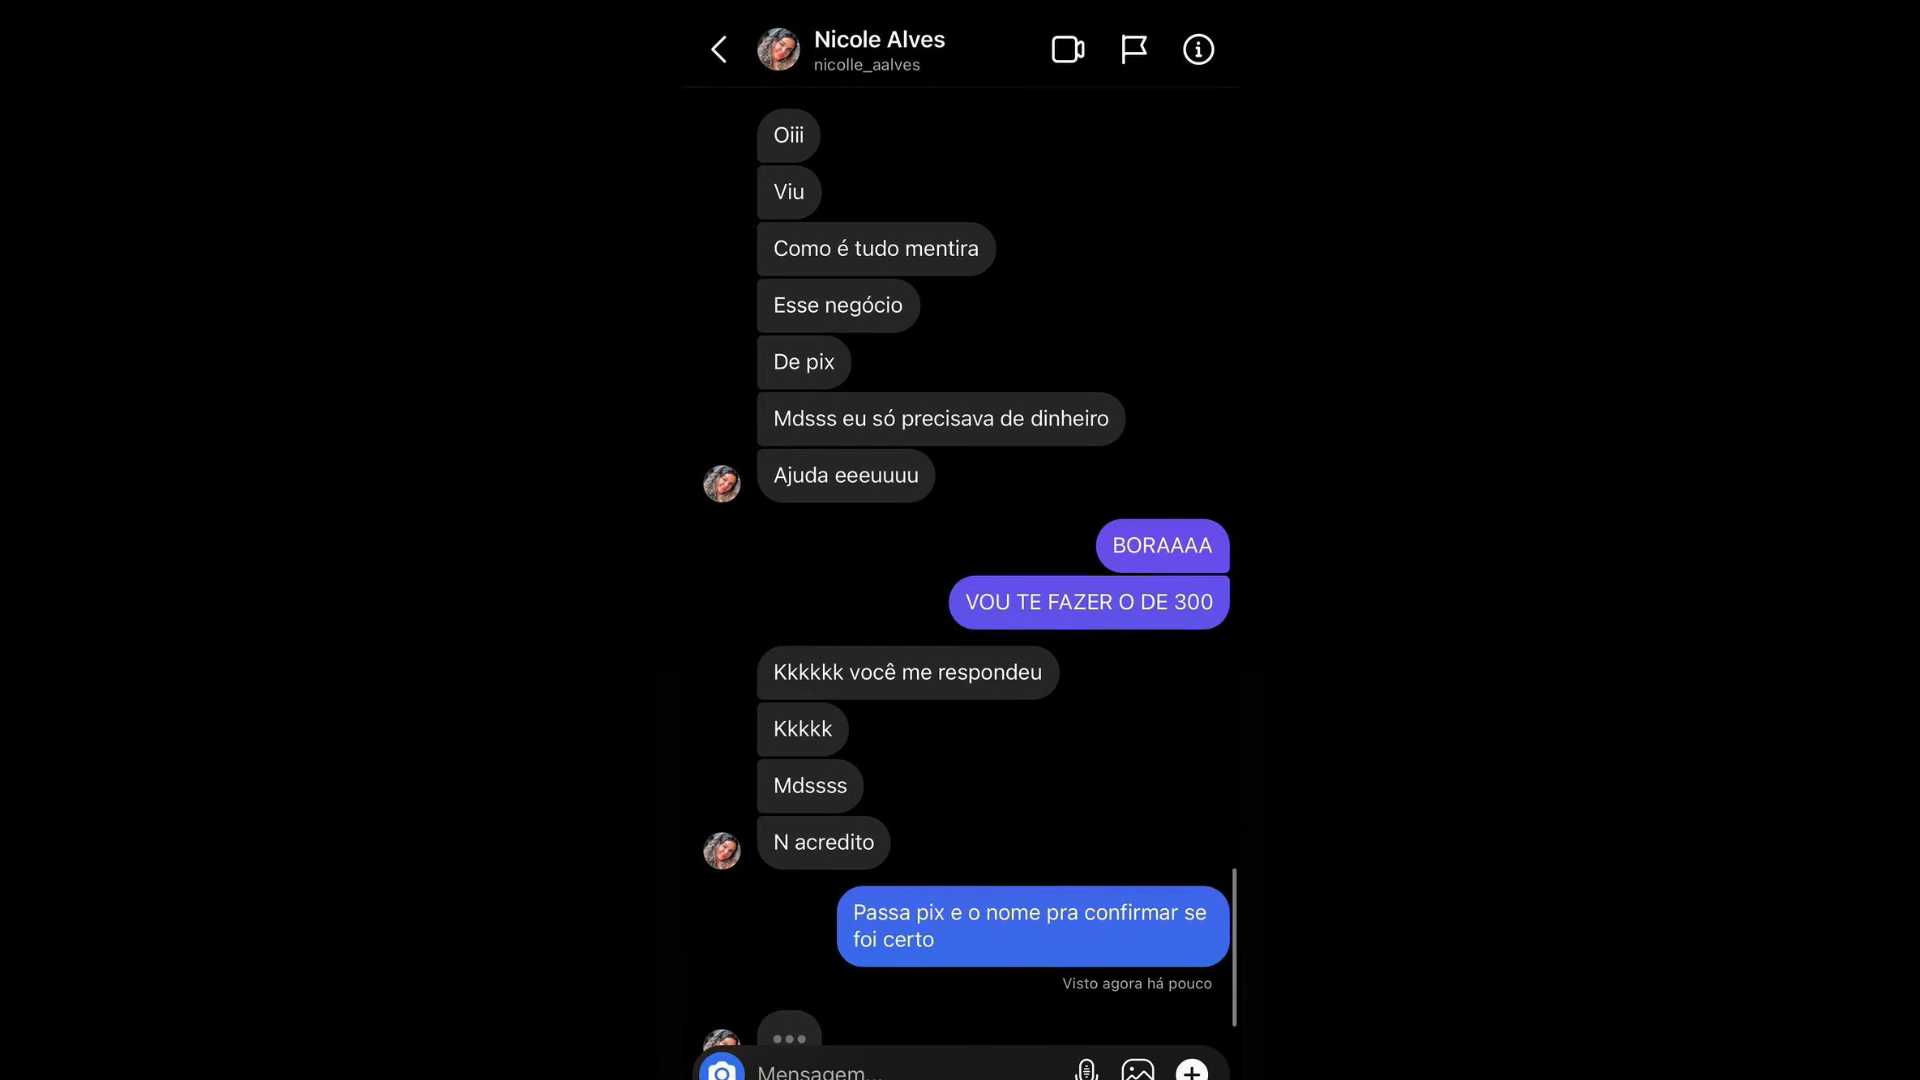 Nicole Alves
nicolle_aalves
Oiii
Viu
Como é tudo mentira
Esse negócio
De pix
Mdsss eu só precisava de dinheiro
Ajuda eeeuuuu
BORAAAA
VOU TE FAZER O DE 300
Kkkkkk você me respondeu
Kkkkk
Mdssss
N acredito
Passa pix e o nome pra confirmar se
foi certo
Visto agora há pouco
Mensagem...